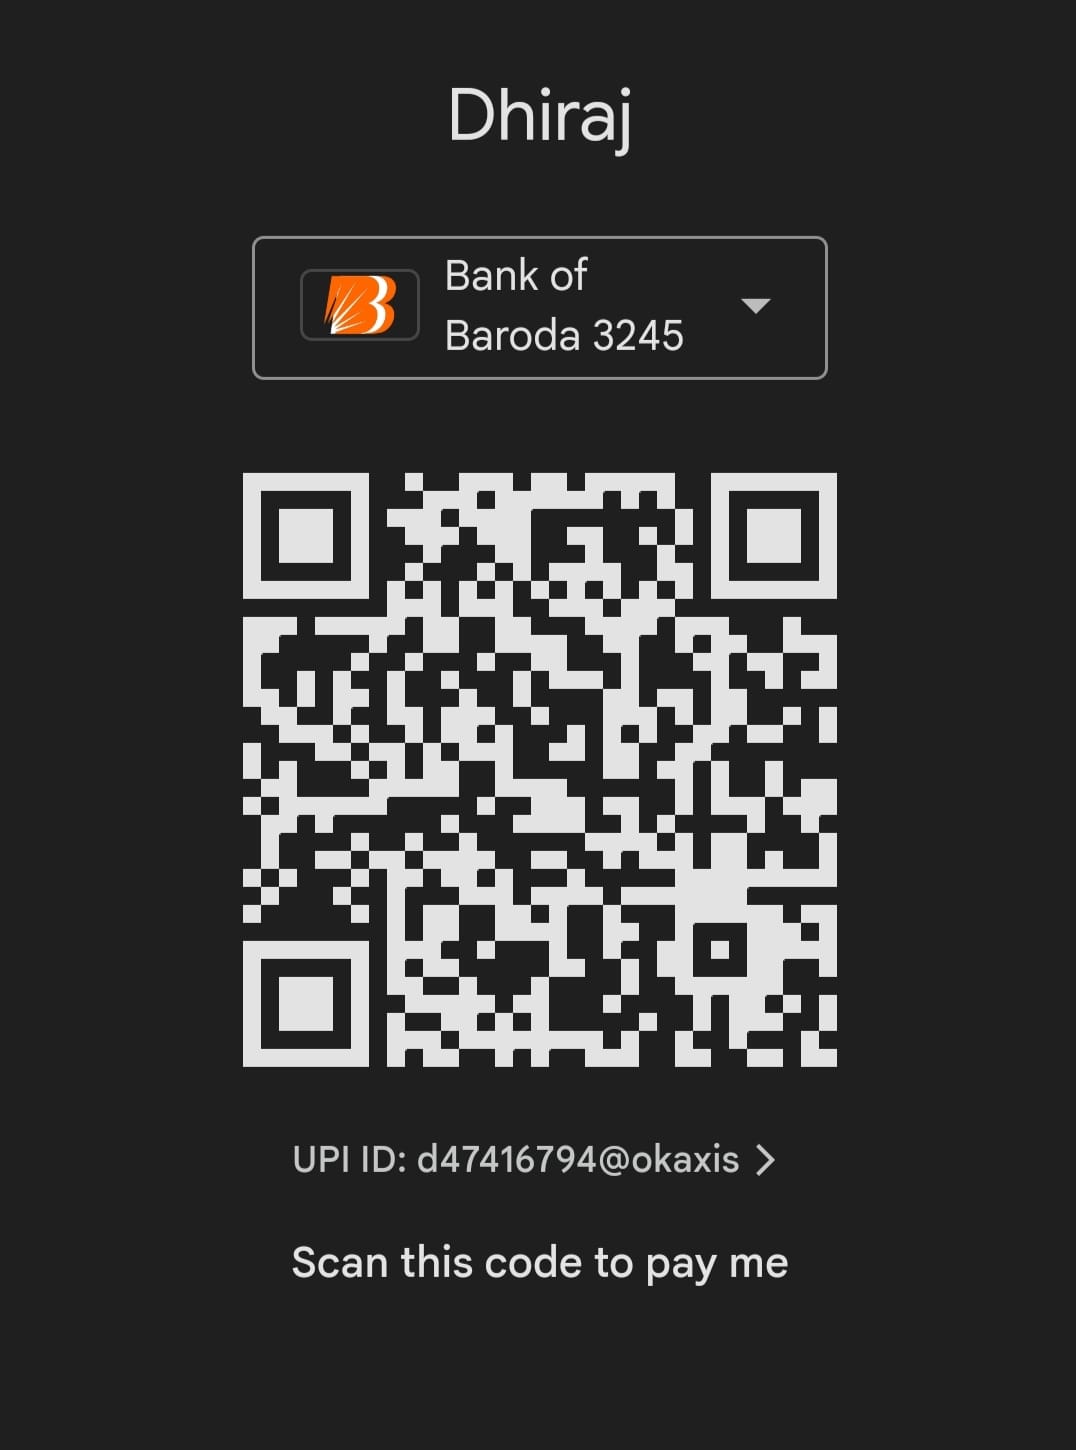 Dhiraj
Bank of
Baroda 3245
UPI ID: d47416794@okaxis
Scan this code to pay me